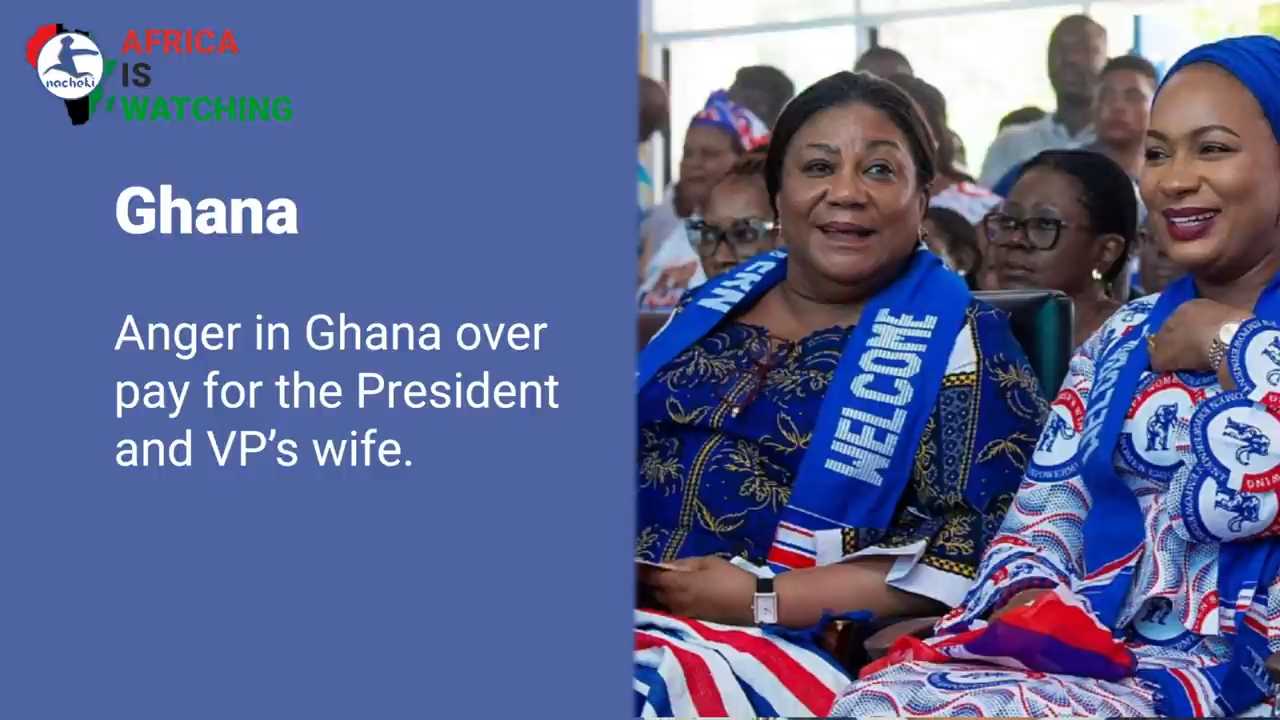 nacheki
AFRICA
IS
WATCHING
Ghana
Anger in Ghana over
pay for the President
and VP’s wife.
WELCOME